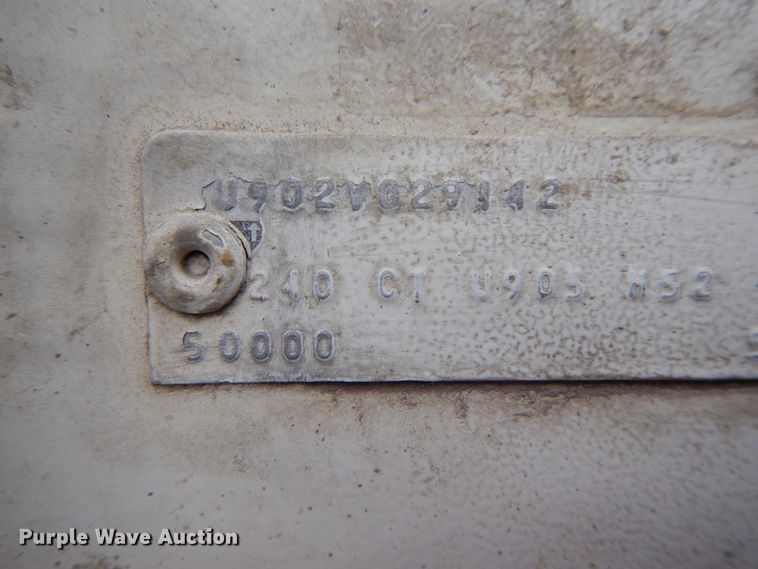 U902V029142
240 CT U905 M32
50000
Purple Wave Auction